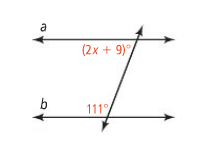 a
(2x + 9)°
b
111°